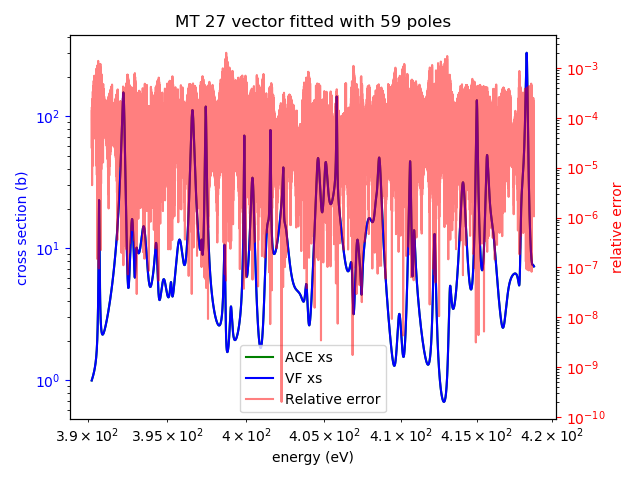 MT 27 vector fitted with 59 poles
cross section (b)
10²
10¹
10⁰
10⁻³
10⁻⁴
10⁻⁵
10⁻⁶
10⁻⁷
10⁻⁸
10⁻⁹
10⁻¹⁰
relative error
ACE xs
VF xs
Relative error
3.9 × 10² 3.95 × 10² 4 × 10² 4.05 × 10² 4.1 × 10² 4.15 × 10² 4.2 × 10²
energy (eV)